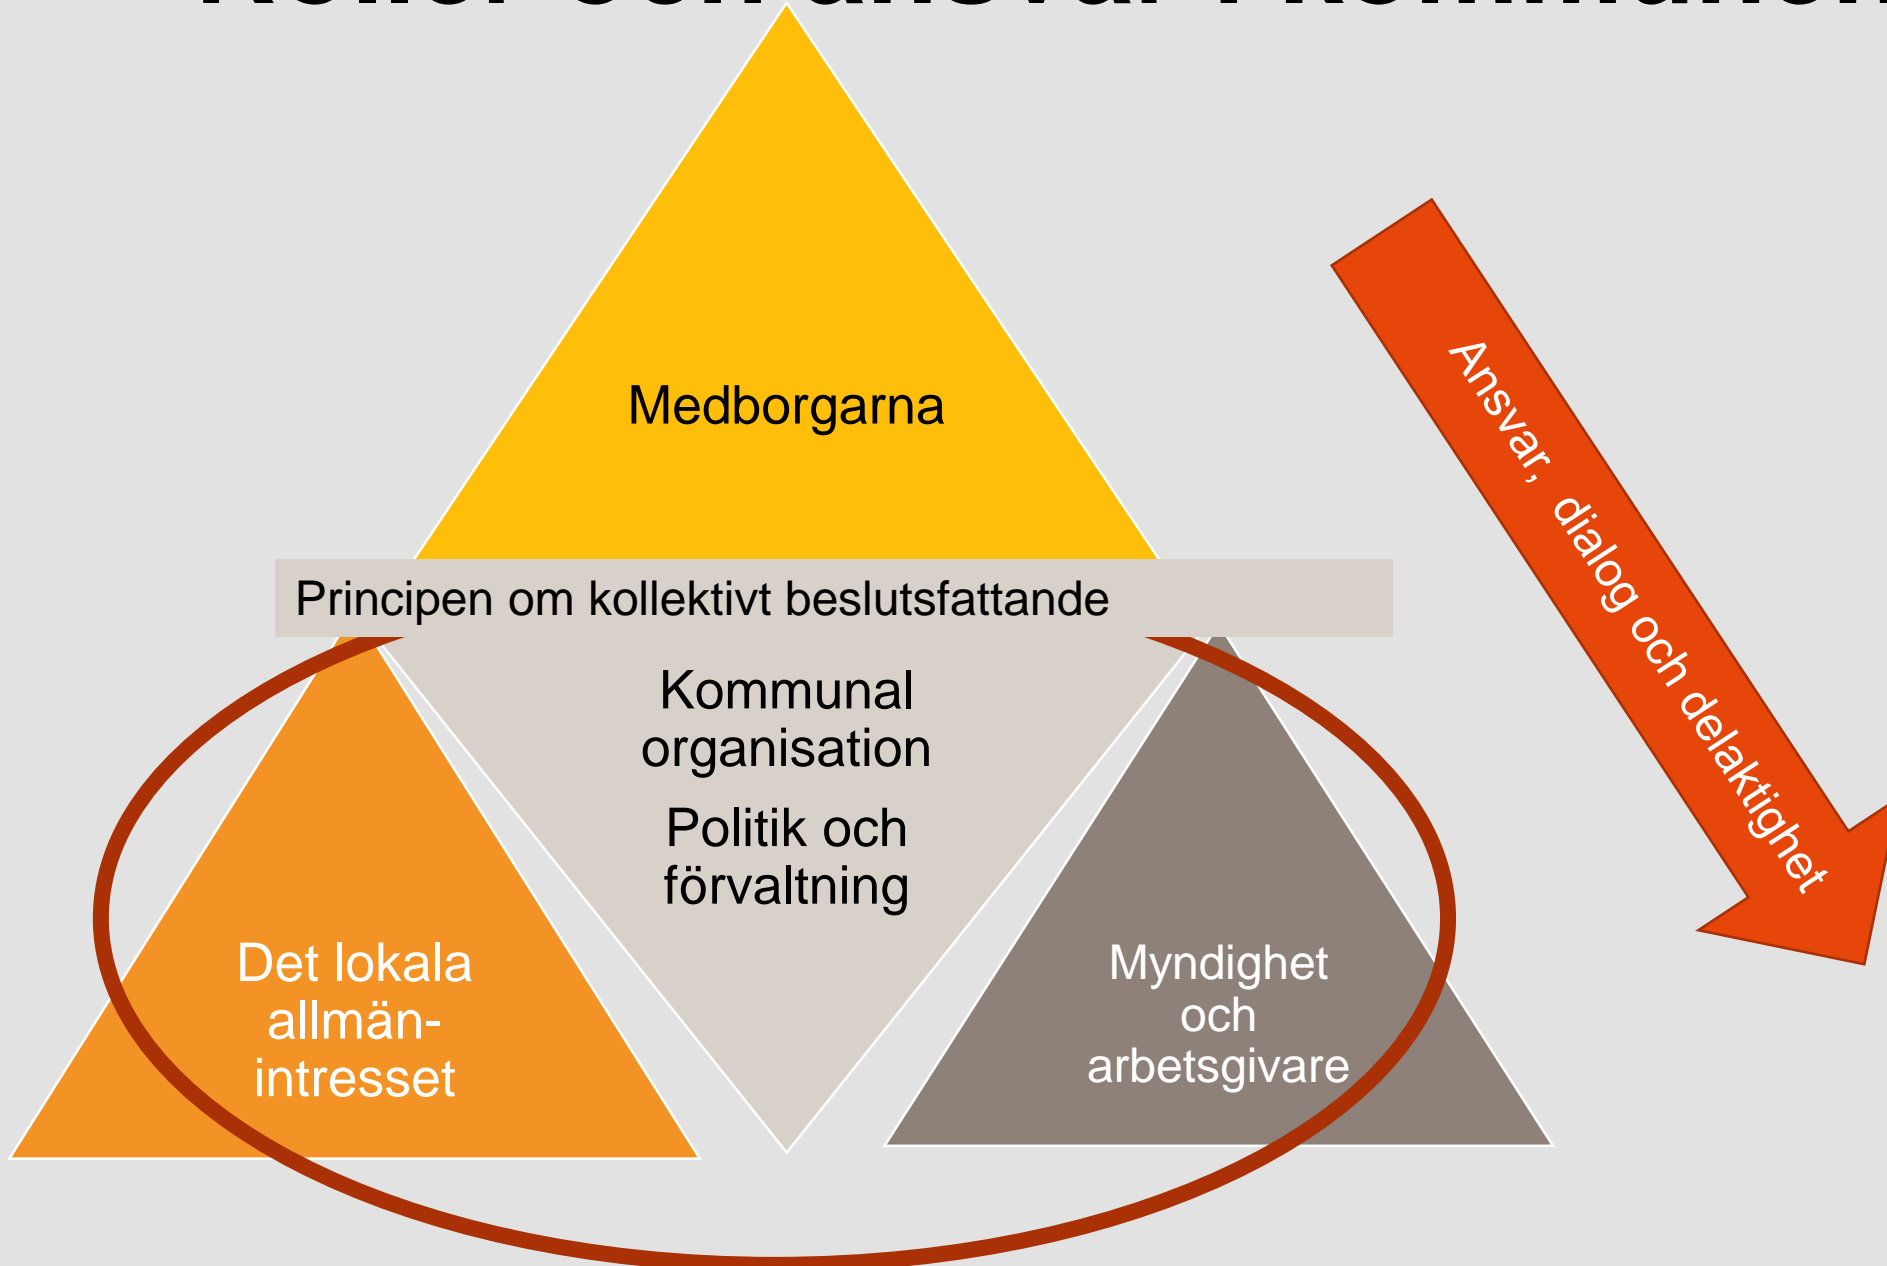 Medborgarna
Principen om kollektivt beslutsfattande
Kommunal
organisation
Politik och
förvaltning
Det lokala
allmän-
intresset
Myndighet
och
arbetsgivare
Ansvar, dialog och delaktighet